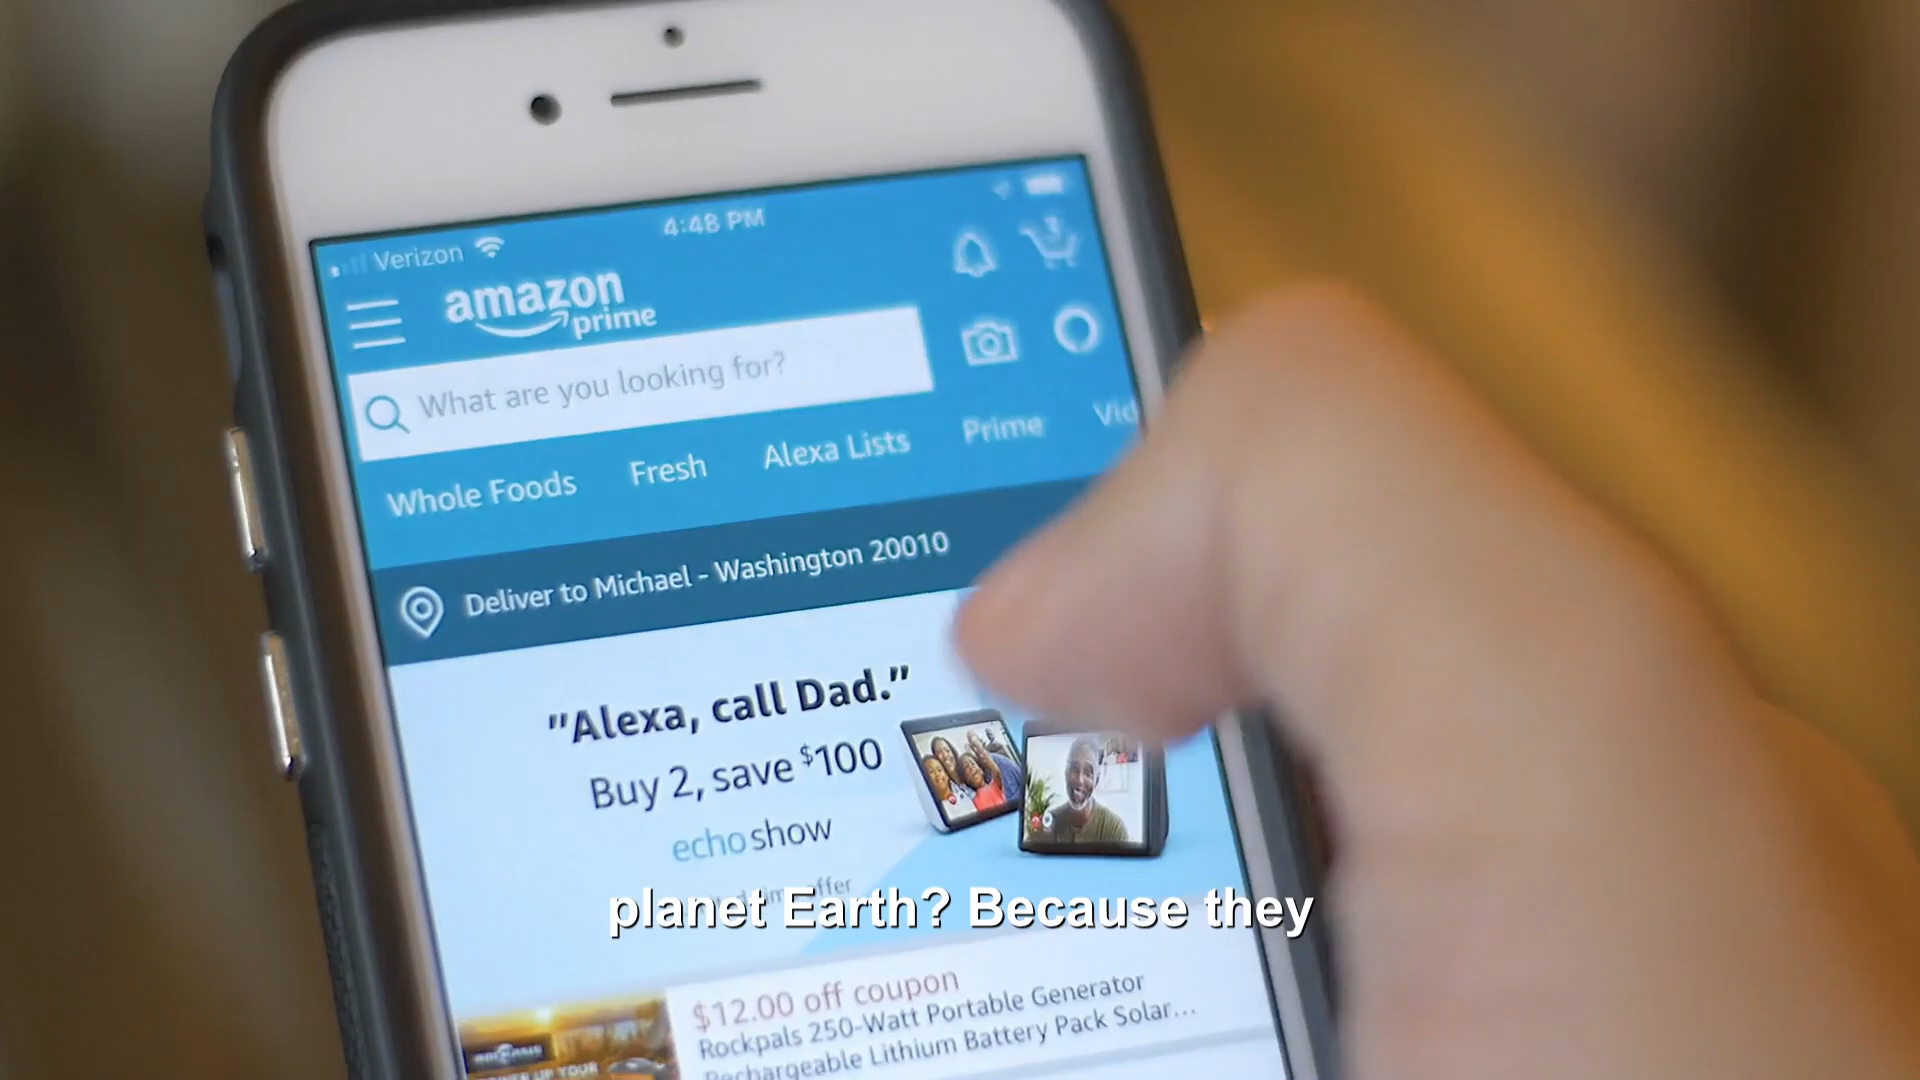 4:48 PM
Verizon
amazon
prime
What are you looking for?
Whole Foods Fresh Alexa Lists Prime Vid
Deliver to Michael - Washington 20010
"Alexa, call Dad."
Buy 2, save $100
echo show
offer
planet Earth? Because they
$12.00 off coupon
Rockpals 250-Watt Portable Generator
Rechargeable Lithium Battery Pack Solar...